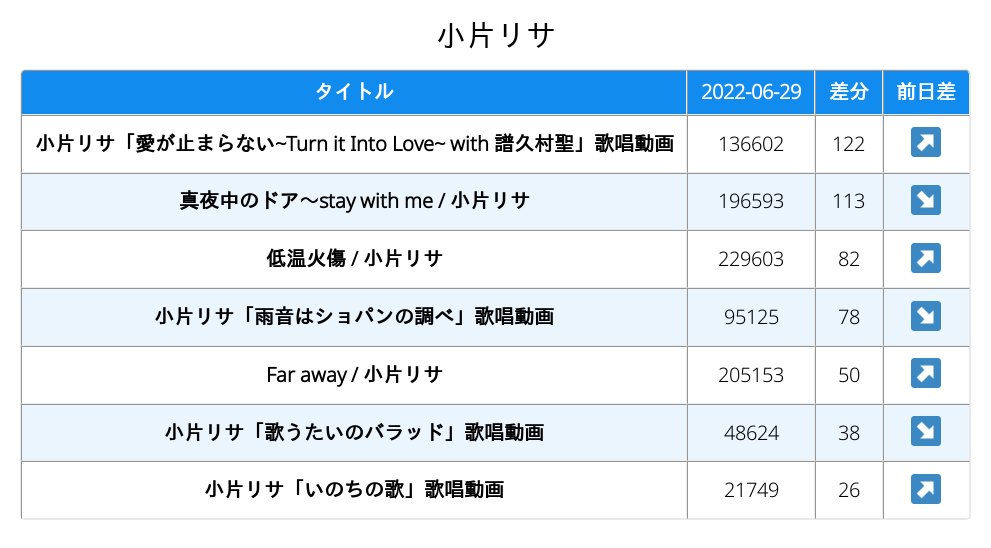 小片リサ
タイトル 2022-06-29 差分 前日差
小片リサ「愛が止まらない~Turn it Into Love~ with 譜久村聖」歌唱動画 136602 122 ↗
真夜中のドア〜stay with me / 小片リサ 196593 113 ↘
低温火傷 / 小片リサ 229603 82 ↗
小片リサ「雨音はショパンの調べ」歌唱動画 95125 78 ↘
Far away / 小片リサ 205153 50 ↗
小片リサ「歌うたいのバラッド」歌唱動画 48624 38 ↘
小片リサ「いのちの歌」歌唱動画 21749 26 ↗